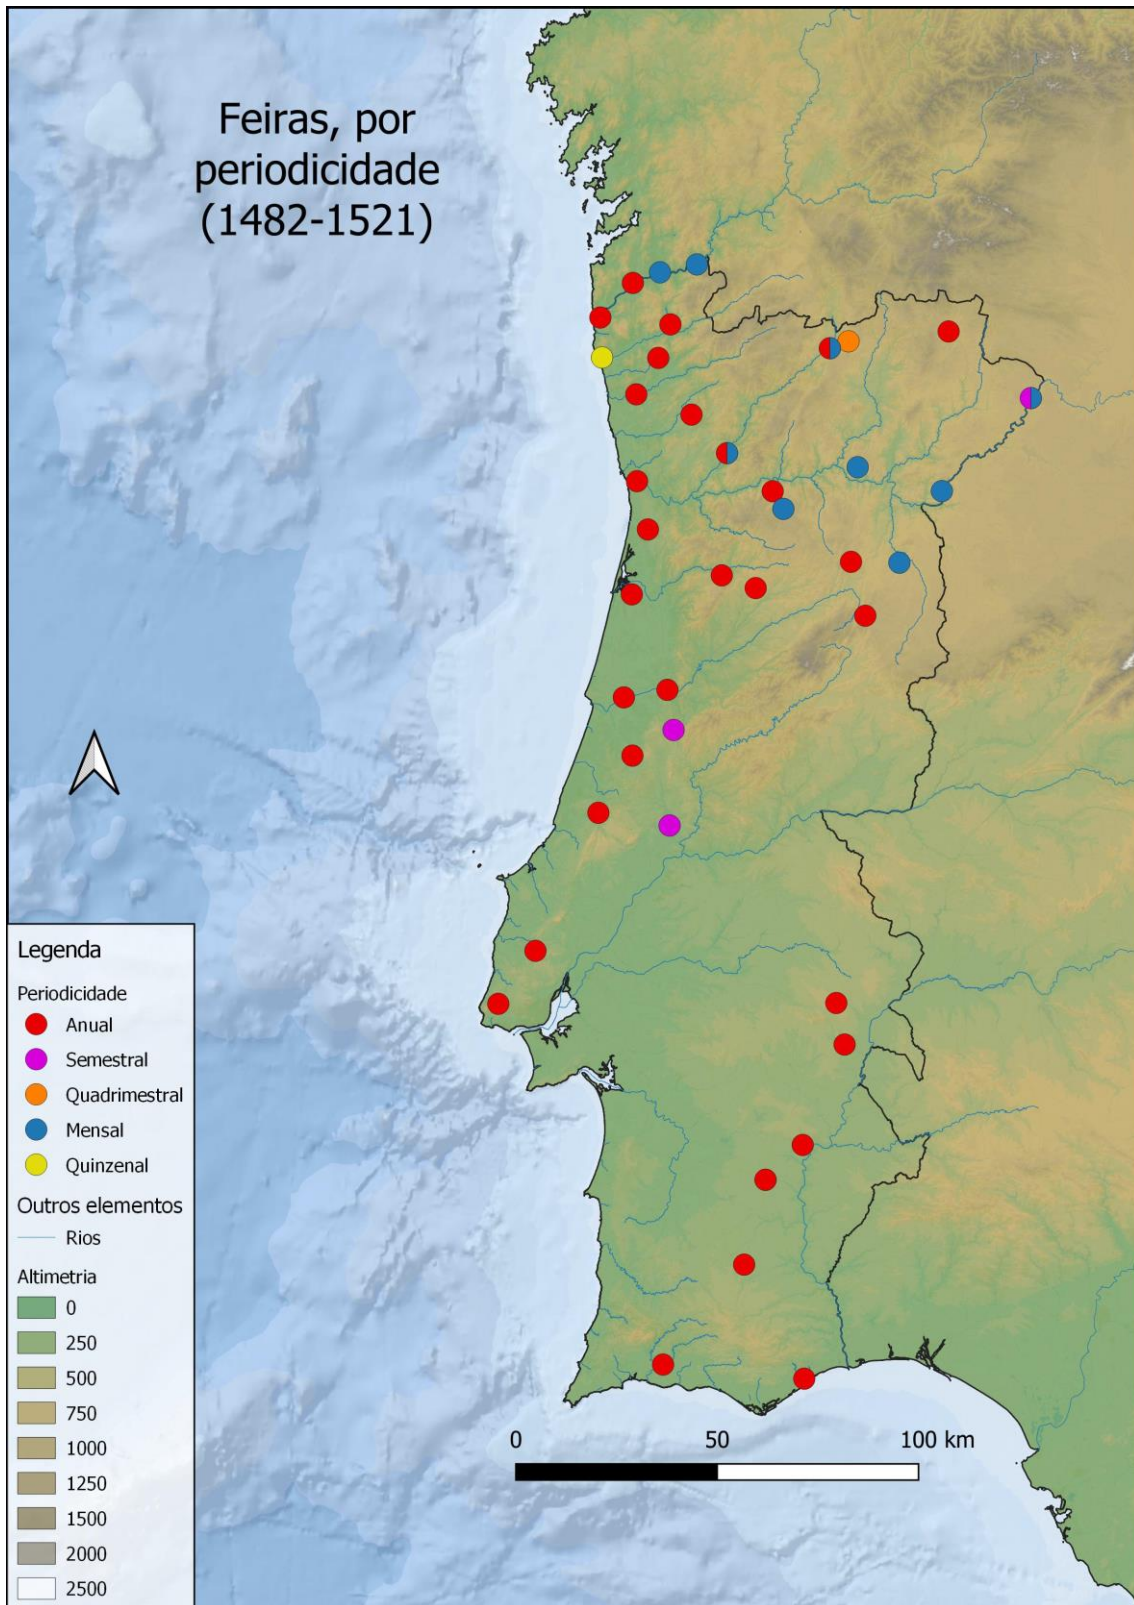 Feiras, por
periodicidade
(1482-1521)
Legenda
Periodicidade
Anual
Semestral
Quadrimestral
Mensal
Quinzenal
Outros elementos
Rios
Altimetria
0
250
500
750
1000
1250
1500
2000
2500
0 50 100 km